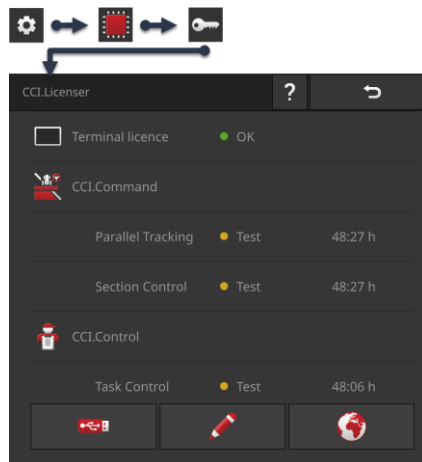 CCI.Licenser ?
Terminal licence OK
CCI.Command
Parallel Tracking Test 48:27 h
Section Control Test 48:27 h
CCI.Control
Task Control Test 48:06 h